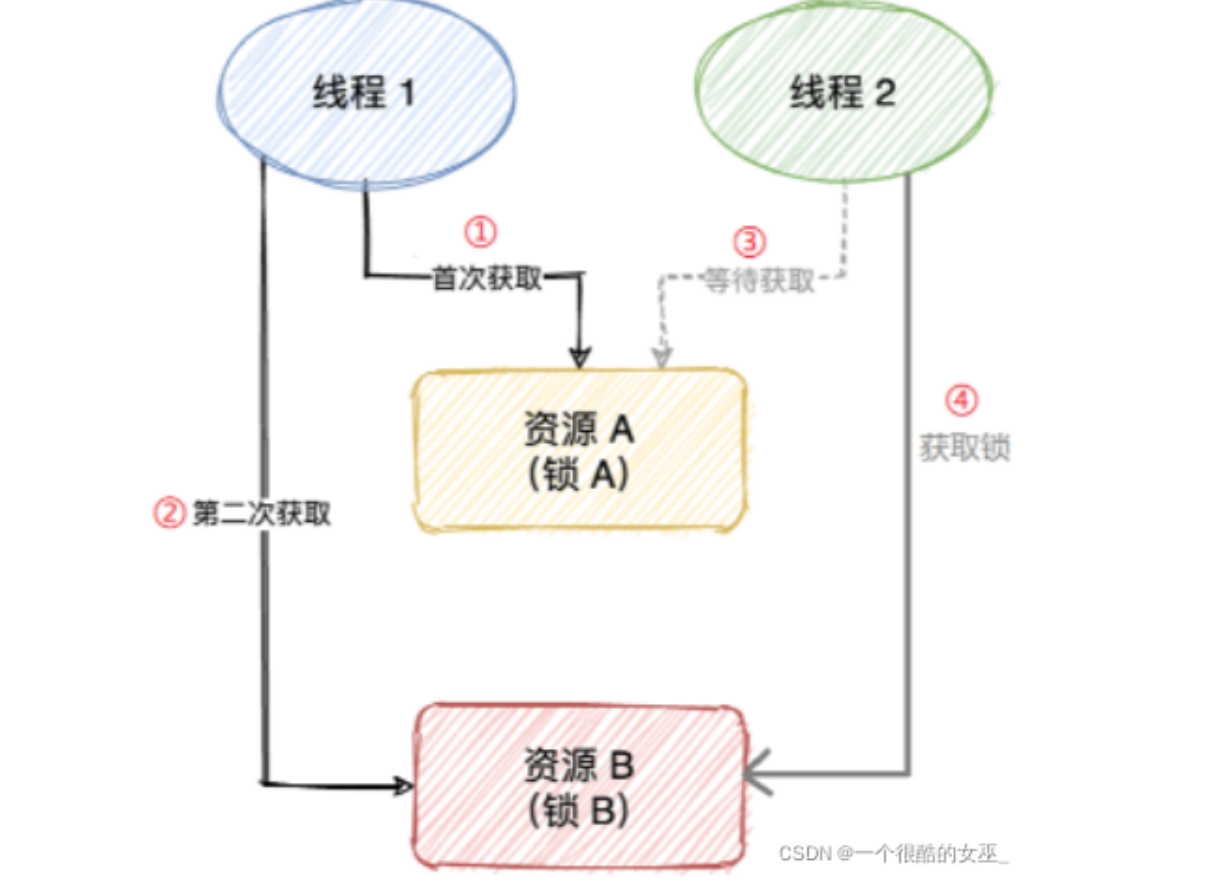 线程 1
线程 2
①
首次获取
③
等待获取
资源 A
(锁 A)
④
获取锁
② 第二次获取
资源 B
(锁 B)
CSDN @一个很酷的女巫_